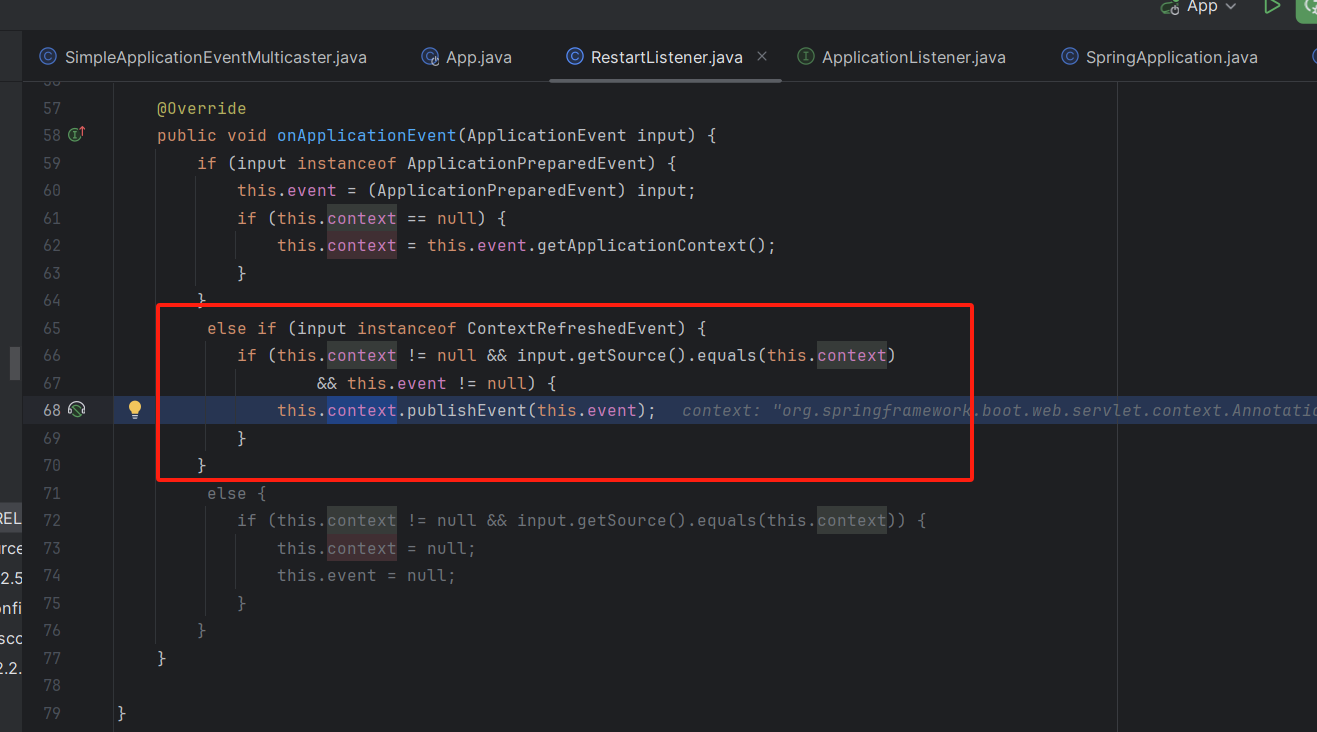 App
SimpleApplicationEventMulticaster.java App.java RestartListener.java ApplicationListener.java SpringApplication.java
57 @Override
58 public void onApplicationEvent(ApplicationEvent input) {
59 if (input instanceof ApplicationPreparedEvent) {
60 this.event = (ApplicationPreparedEvent) input;
61 if (this.context == null) {
62 this.context = this.event.getApplicationContext();
63 }
64 }
65 else if (input instanceof ContextRefreshedEvent) {
66 if (this.context != null && input.getSource().equals(this.context)
67 && this.event != null) {
68 this.context.publishEvent(this.event); context: "org.springframework.boot.web.servlet.context.Annotatio
69 }
70 }
71 else {
72 if (this.context != null && input.getSource().equals(this.context)) {
73 this.context = null;
74 this.event = null;
75 }
76 }
77 }
78
79 }
REL
urce
2.5
onfi
sco
2.2.